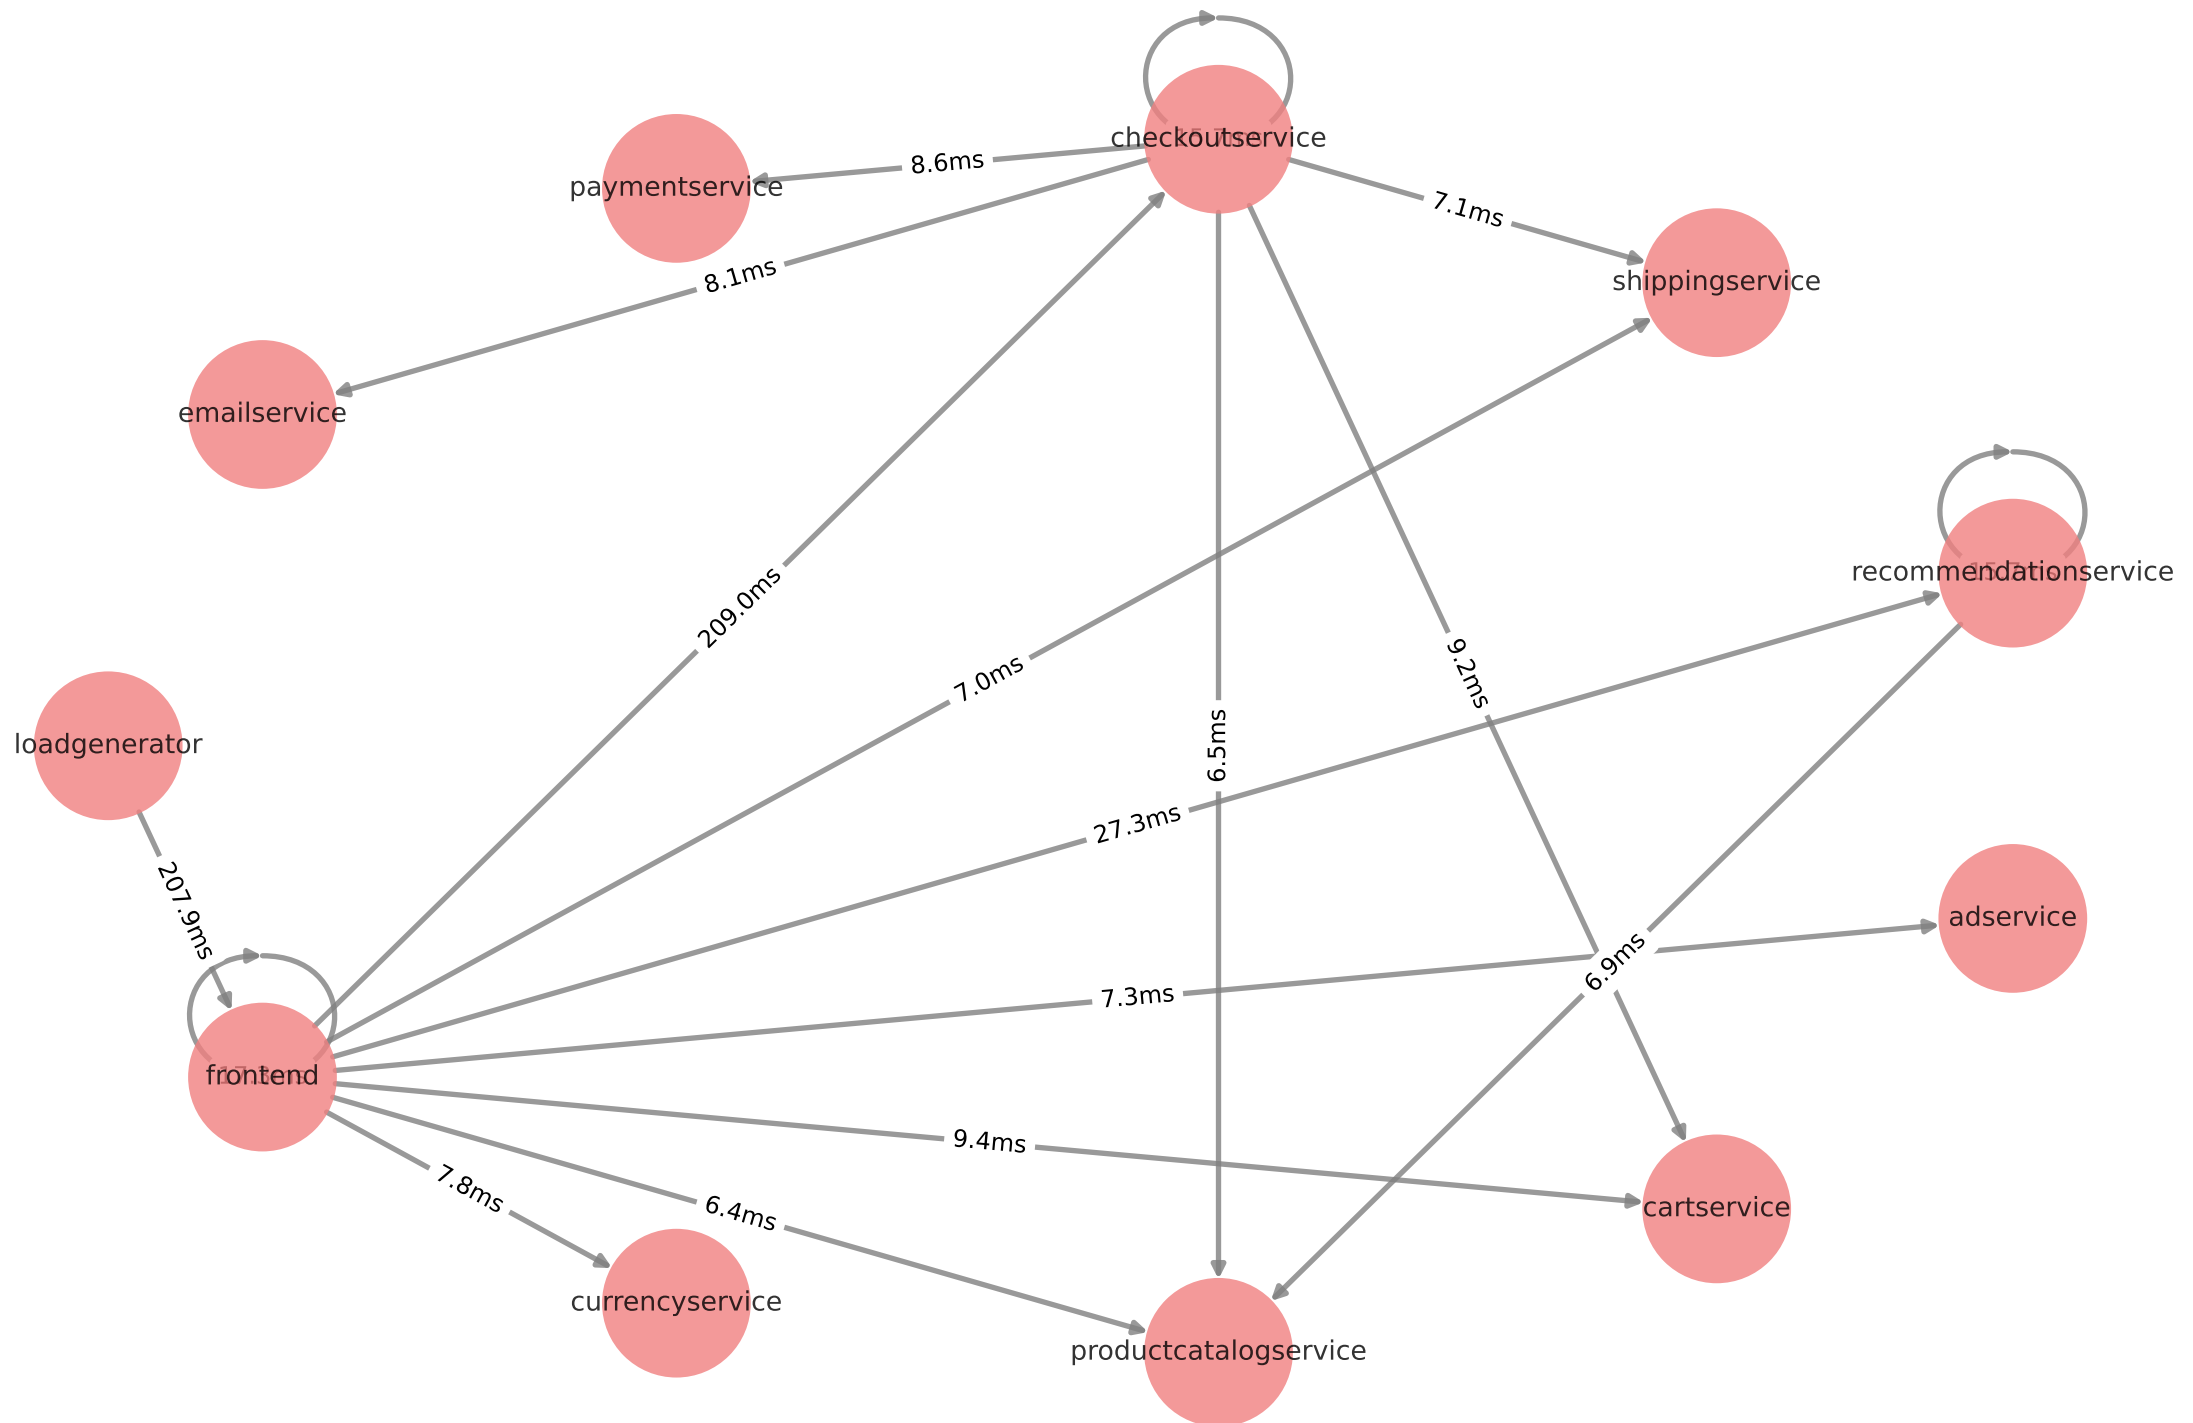 checkoutservice
8.6ms
paymentservice
7.1ms
8.1ms
shippingservice
emailservice
recommendationservice
209.0ms
9.2ms
7.0ms
loadgenerator
6.5ms
27.3ms
207.9ms
adservice
6.9ms
7.3ms
frontend
9.4ms
7.8ms
6.4ms
cartservice
currencyservice
productcatalogservice